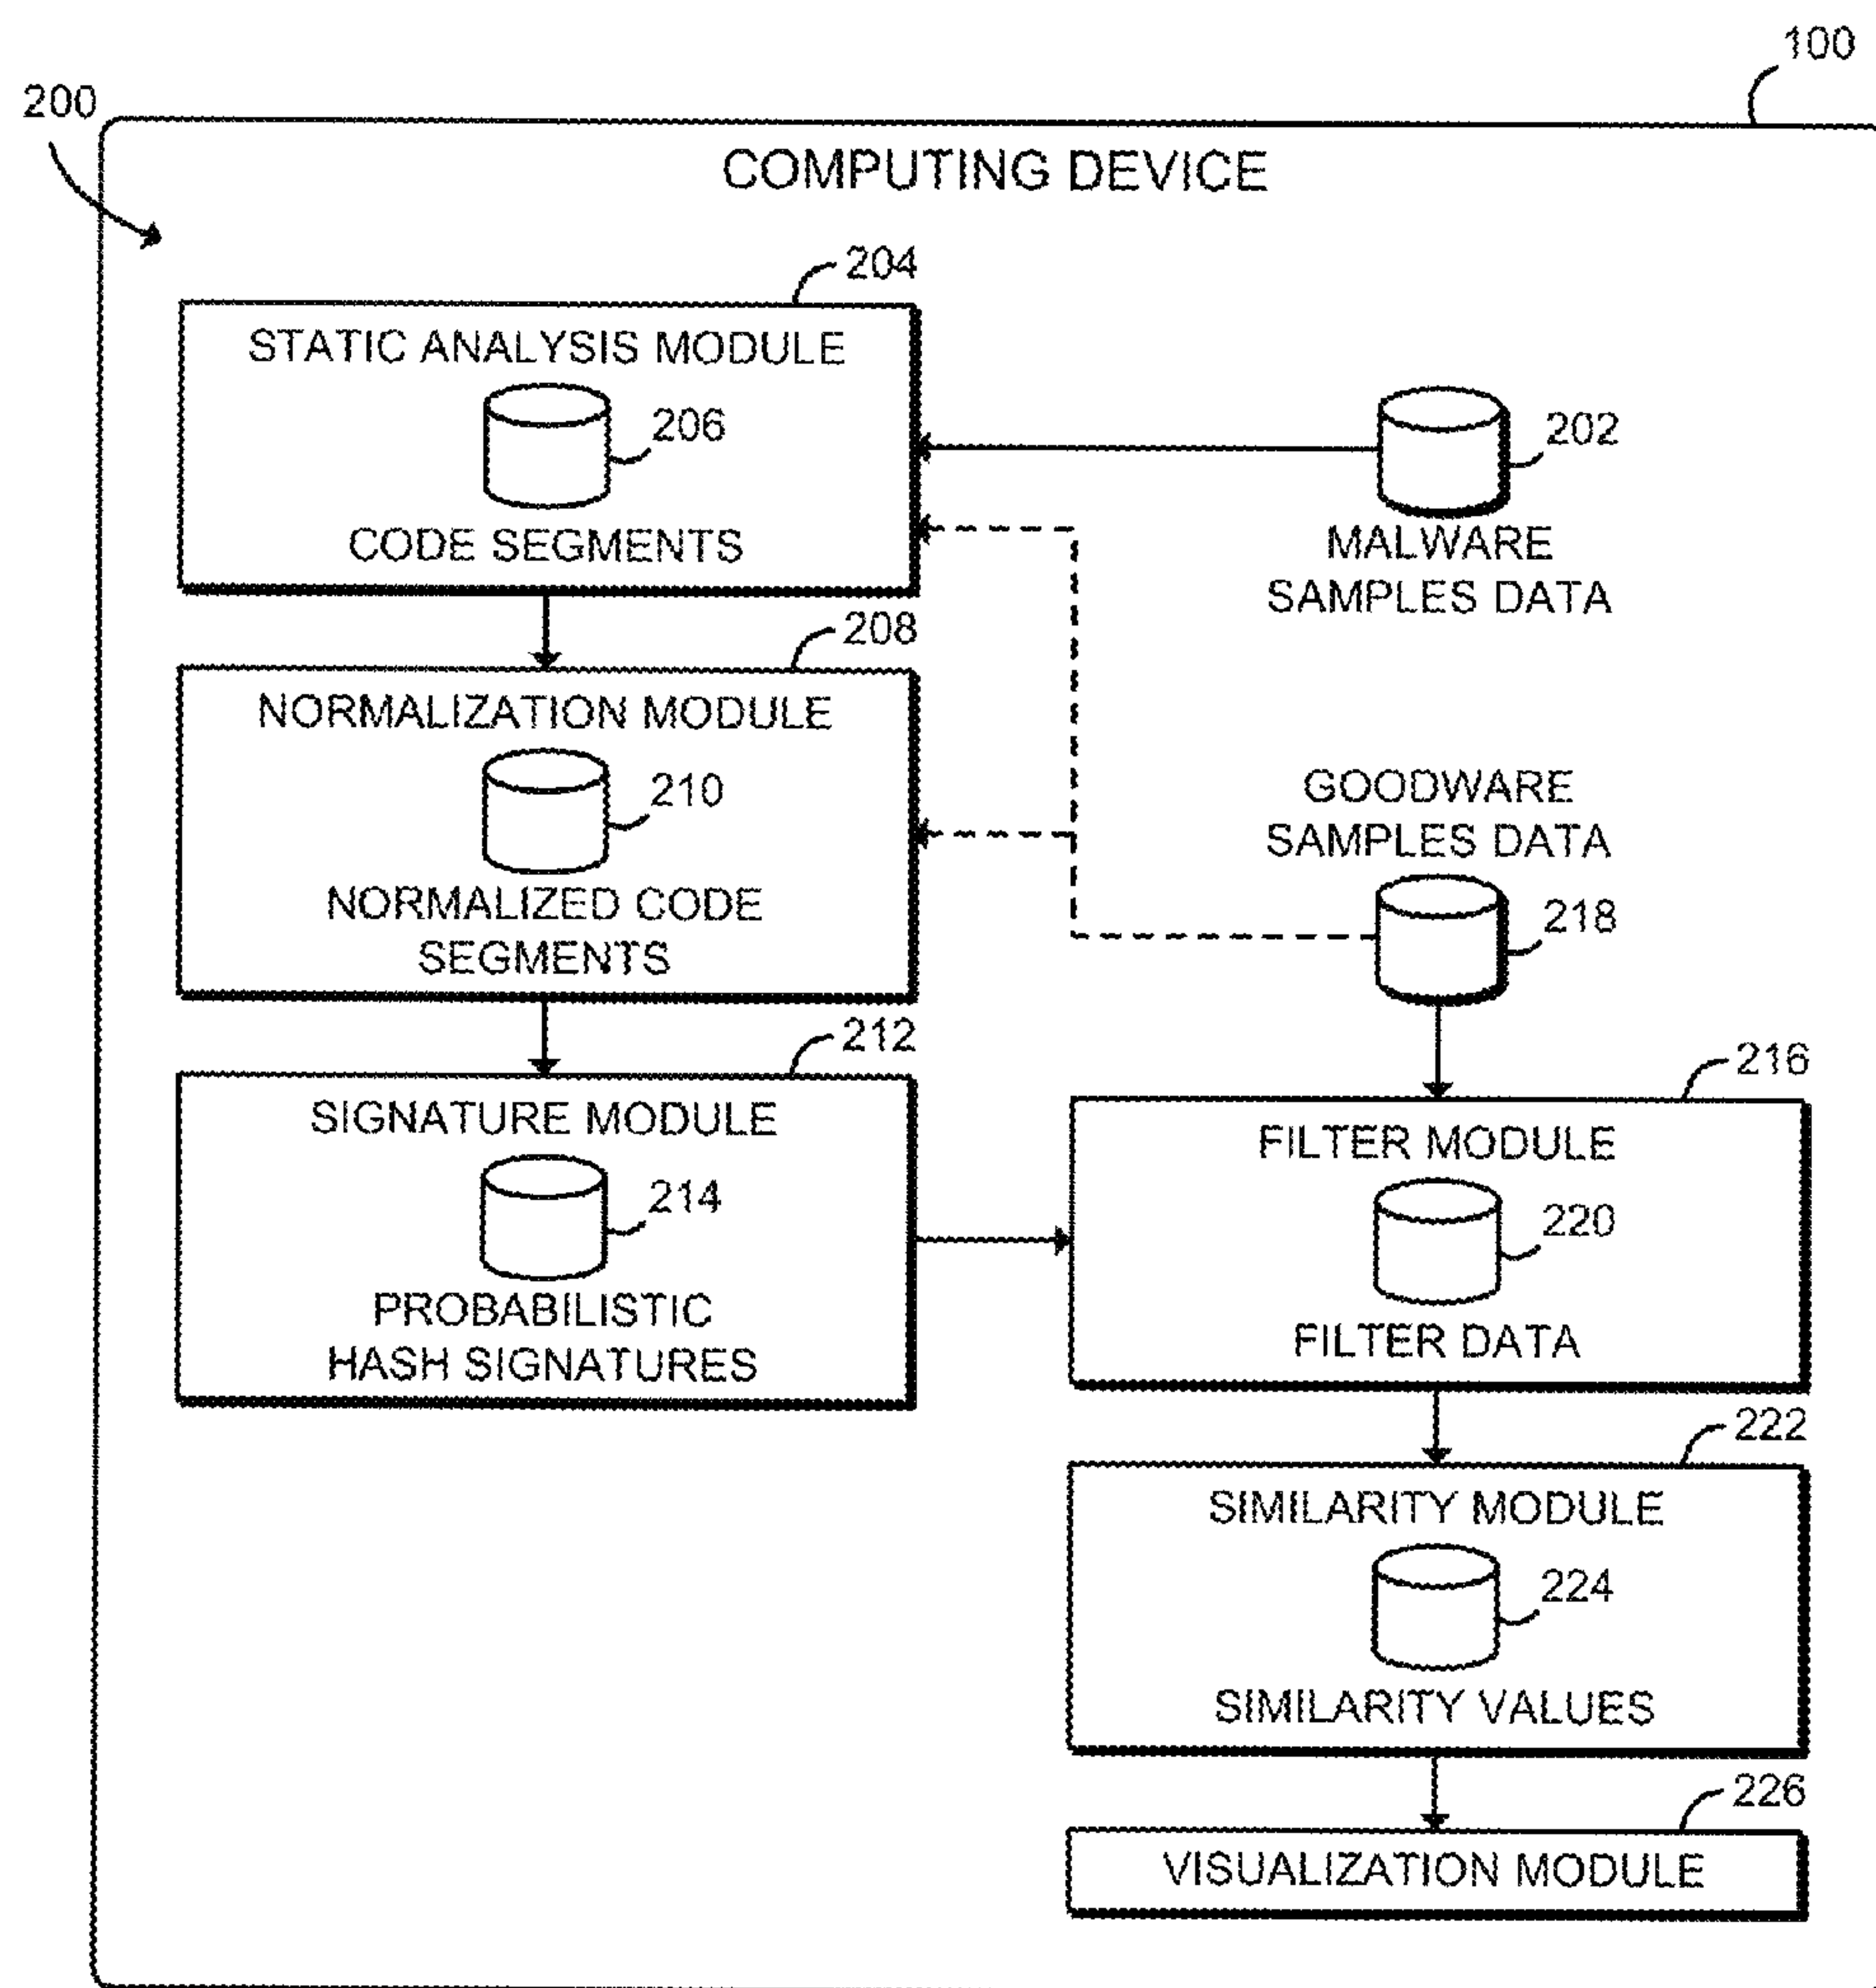 100
200
COMPUTING DEVICE
204
STATIC ANALYSIS MODULE
206
CODE SEGMENTS
202
MALWARE
SAMPLES DATA
208
NORMALIZATION MODULE
210
NORMALIZED CODE
SEGMENTS
GOODWARE
SAMPLES DATA
218
212
SIGNATURE MODULE
214
PROBABILISTIC
HASH SIGNATURES
216
FILTER MODULE
220
FILTER DATA
222
SIMILARITY MODULE
224
SIMILARITY VALUES
226
VISUALIZATION MODULE